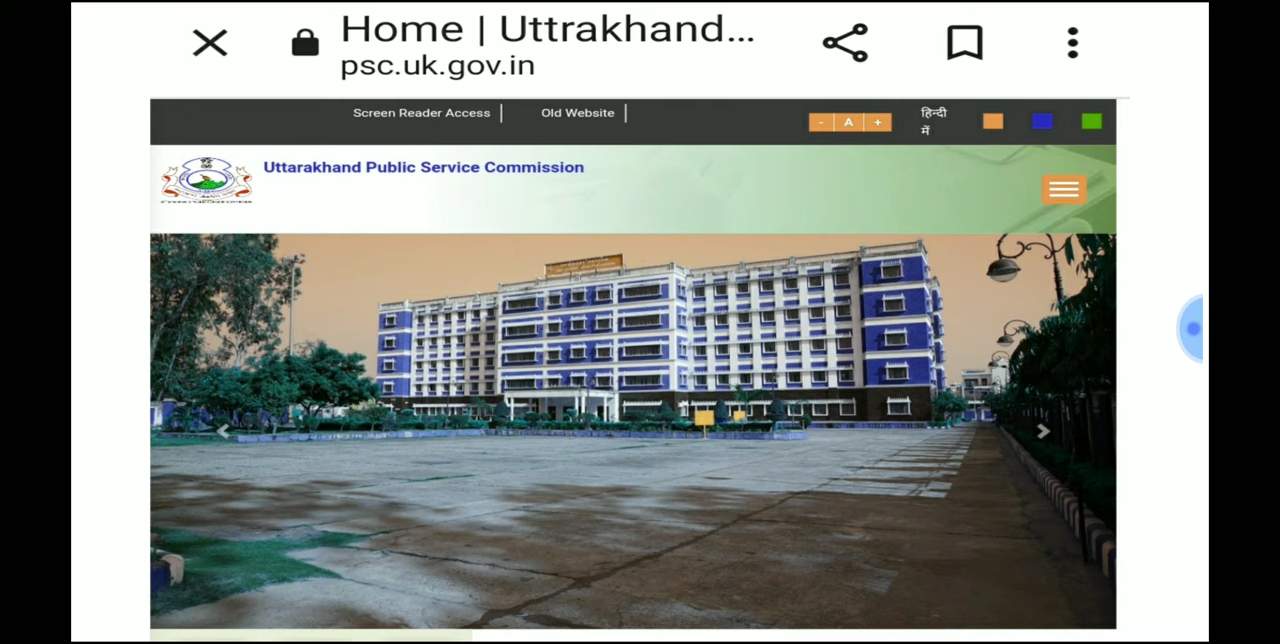 Home | Uttrakhand...
psc.uk.gov.in
Screen Reader Access
Old Website
- A +
हिन्दी
में
Uttarakhand Public Service Commission